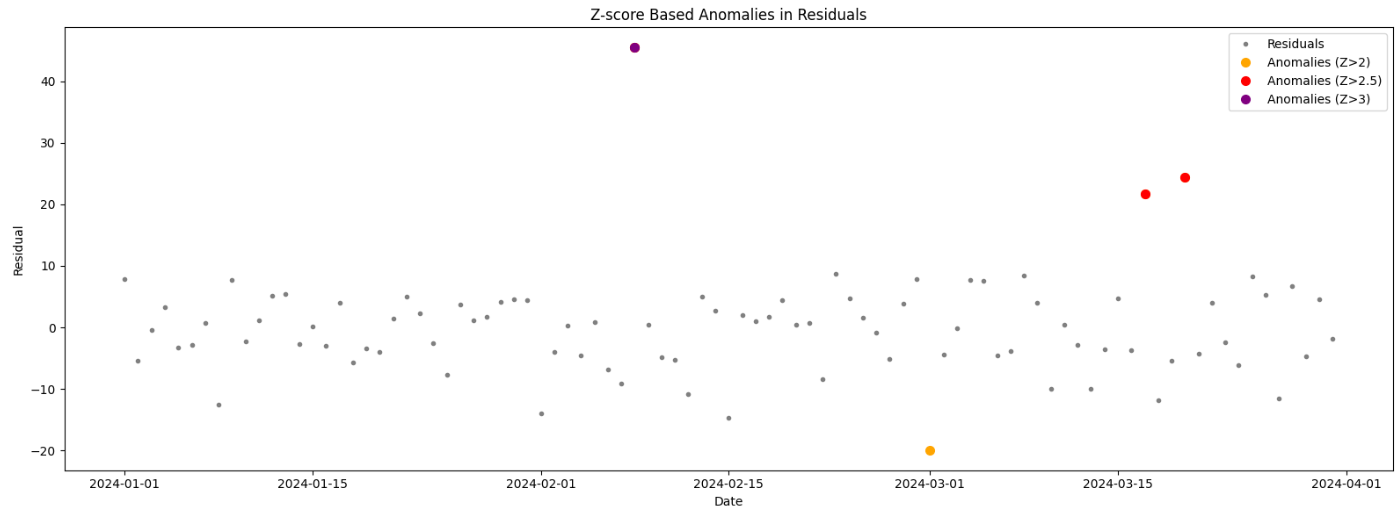 Z-score Based Anomalies in Residuals
Residuals
Anomalies (Z>2)
Anomalies (Z>2.5)
Anomalies (Z>3)
Residual
40
30
20
10
0
−10
−20
2024-01-01 2024-01-15 2024-02-01 2024-02-15 2024-03-01 2024-03-15 2024-04-01
Date